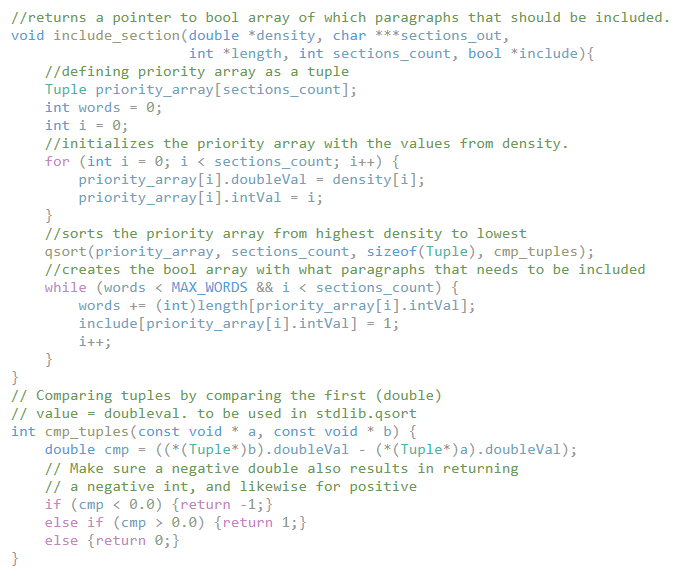 //returns a pointer to bool array of which paragraphs that should be included.
void include_section(double *density, char ***sections_out,
                     int *length, int sections_count, bool *include){
    //defining priority array as a tuple
    Tuple priority_array[sections_count];
    int words = 0;
    int i = 0;
    //initializes the priority array with the values from density.
    for (int i = 0; i < sections_count; i++) {
        priority_array[i].doubleVal = density[i];
        priority_array[i].intVal = i;
    }
    //sorts the priority array from highest density to lowest
    qsort(priority_array, sections_count, sizeof(Tuple), cmp_tuples);
    //creates the bool array with what paragraphs that needs to be included
    while (words < MAX_WORDS && i < sections_count) {
        words += (int)length[priority_array[i].intVal];
        include[priority_array[i].intVal] = 1;
        i++;
    }
}
// Comparing tuples by comparing the first (double)
// value = doubleval. to be used in stdlib.qsort
int cmp_tuples(const void * a, const void * b) {
    double cmp = ((*(Tuple*)b).doubleVal - (*(Tuple*)a).doubleVal);
    // Make sure a negative double also results in returning
    // a negative int, and likewise for positive
    if (cmp < 0.0) {return -1;}
    else if (cmp > 0.0) {return 1;}
    else {return 0;}
}